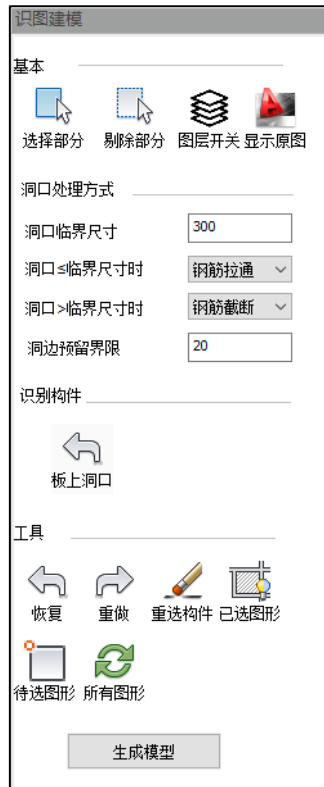 识图建模
基本
选择部分 剔除部分 图层开关 显示原图
洞口处理方式
洞口临界尺寸 300
洞口≤临界尺寸时 钢筋拉通
洞口>临界尺寸时 钢筋截断
洞边预留界限 20
识别构件
板上洞口
工具
恢复 重做 重选构件 已选图形
待选图形 所有图形
生成模型